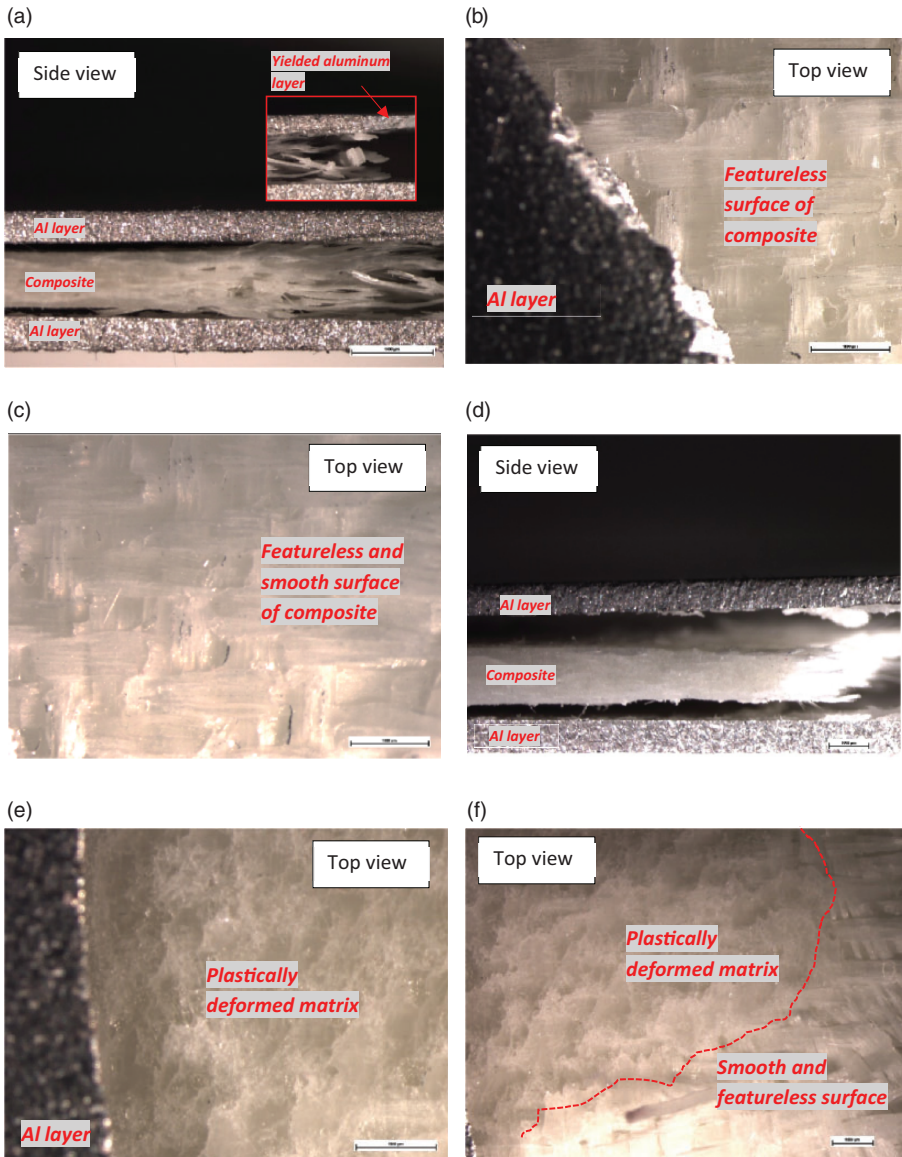 (a)
Side view
Yielded aluminum
layer
Al layer
Composite
Al layer
(b)
Top view
Featureless
surface of
composite
Al layer
(c)
Top view
Featureless and
smooth surface
of composite
(d)
Side view
Al layer
Composite
Al layer
(e)
Top view
Plastically
deformed matrix
Al layer
(f)
Top view
Plastically
deformed matrix
Smooth and
featureless surface